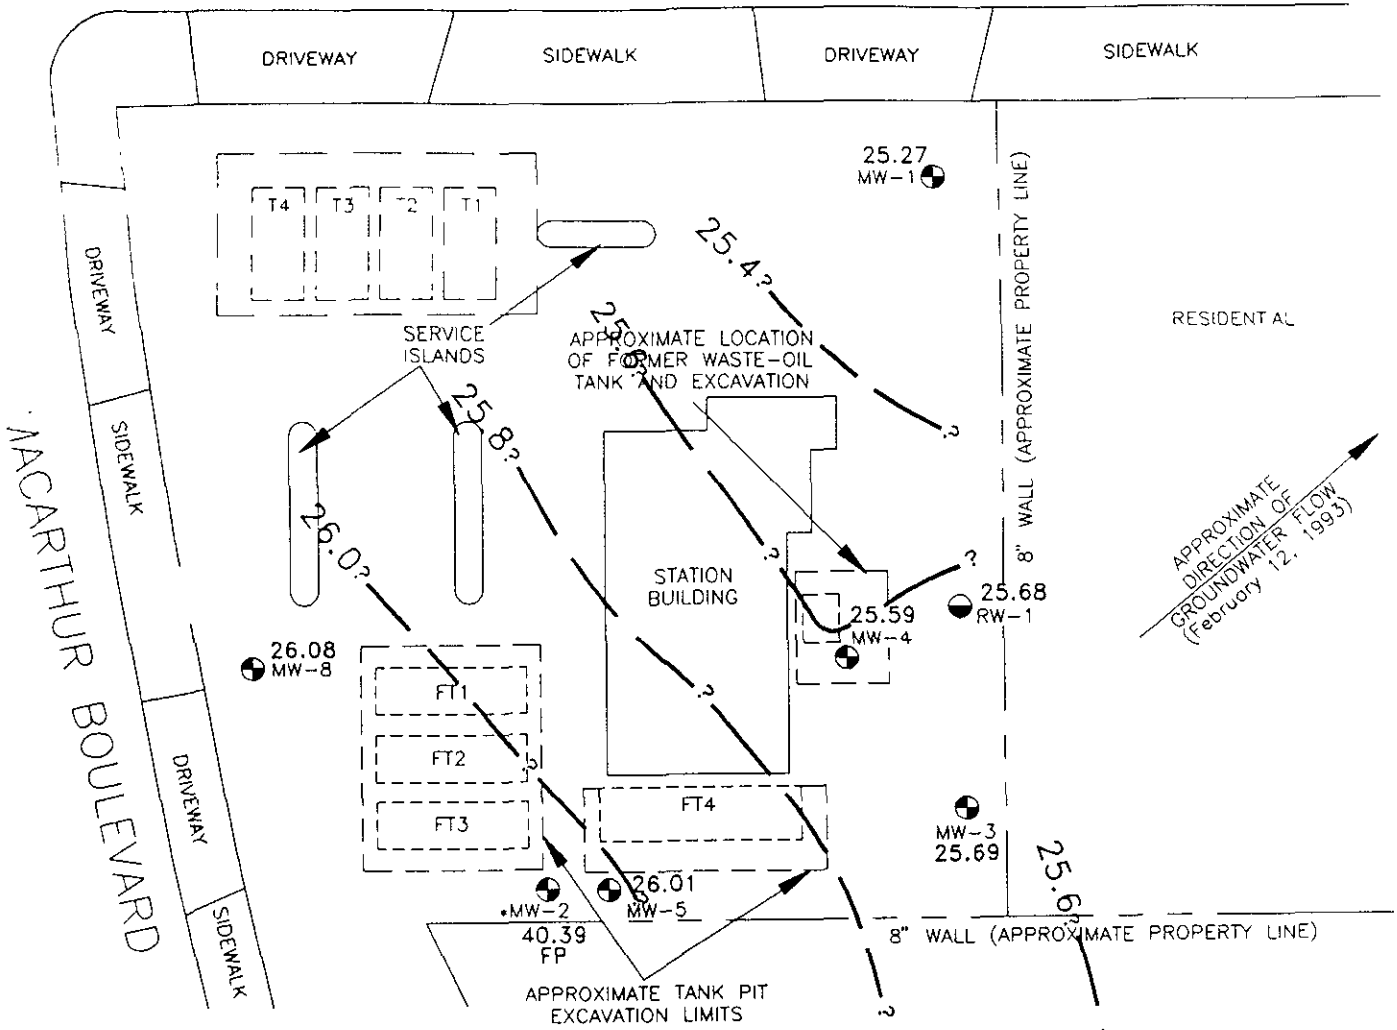 DRIVEWAY
SIDEWALK
DRIVEWAY
SIDEWALK
25.27
MW-1
T4
T3
T2
T1
25.4?
8" WALL (APPROXIMATE PROPERTY LINE)
DRIVEWAY
RESIDENTIAL
SERVICE
ISLANDS
25.6?
APPROXIMATE LOCATION
OF FORMER WASTE-OIL
TANK AND EXCAVATION
25.8?
?
SIDEWALK
MACARTHUR BOULEVARD
26.0?
APPROXIMATE
DIRECTION OF
GROUNDWATER FLOW
(February 12, 1993)
?
?
STATION
BUILDING
25.59
MW-4
25.68
RW-1
26.08
MW-8
FT1
?
FT2
?
FT3
FT4
DRIVEWAY
MW-3
25.69
25.6?
26.01
MW-5
?
*MW-2
40.39
FP
8" WALL (APPROXIMATE PROPERTY LINE)
SIDEWALK
APPROXIMATE TANK PIT
EXCAVATION LIMITS
?